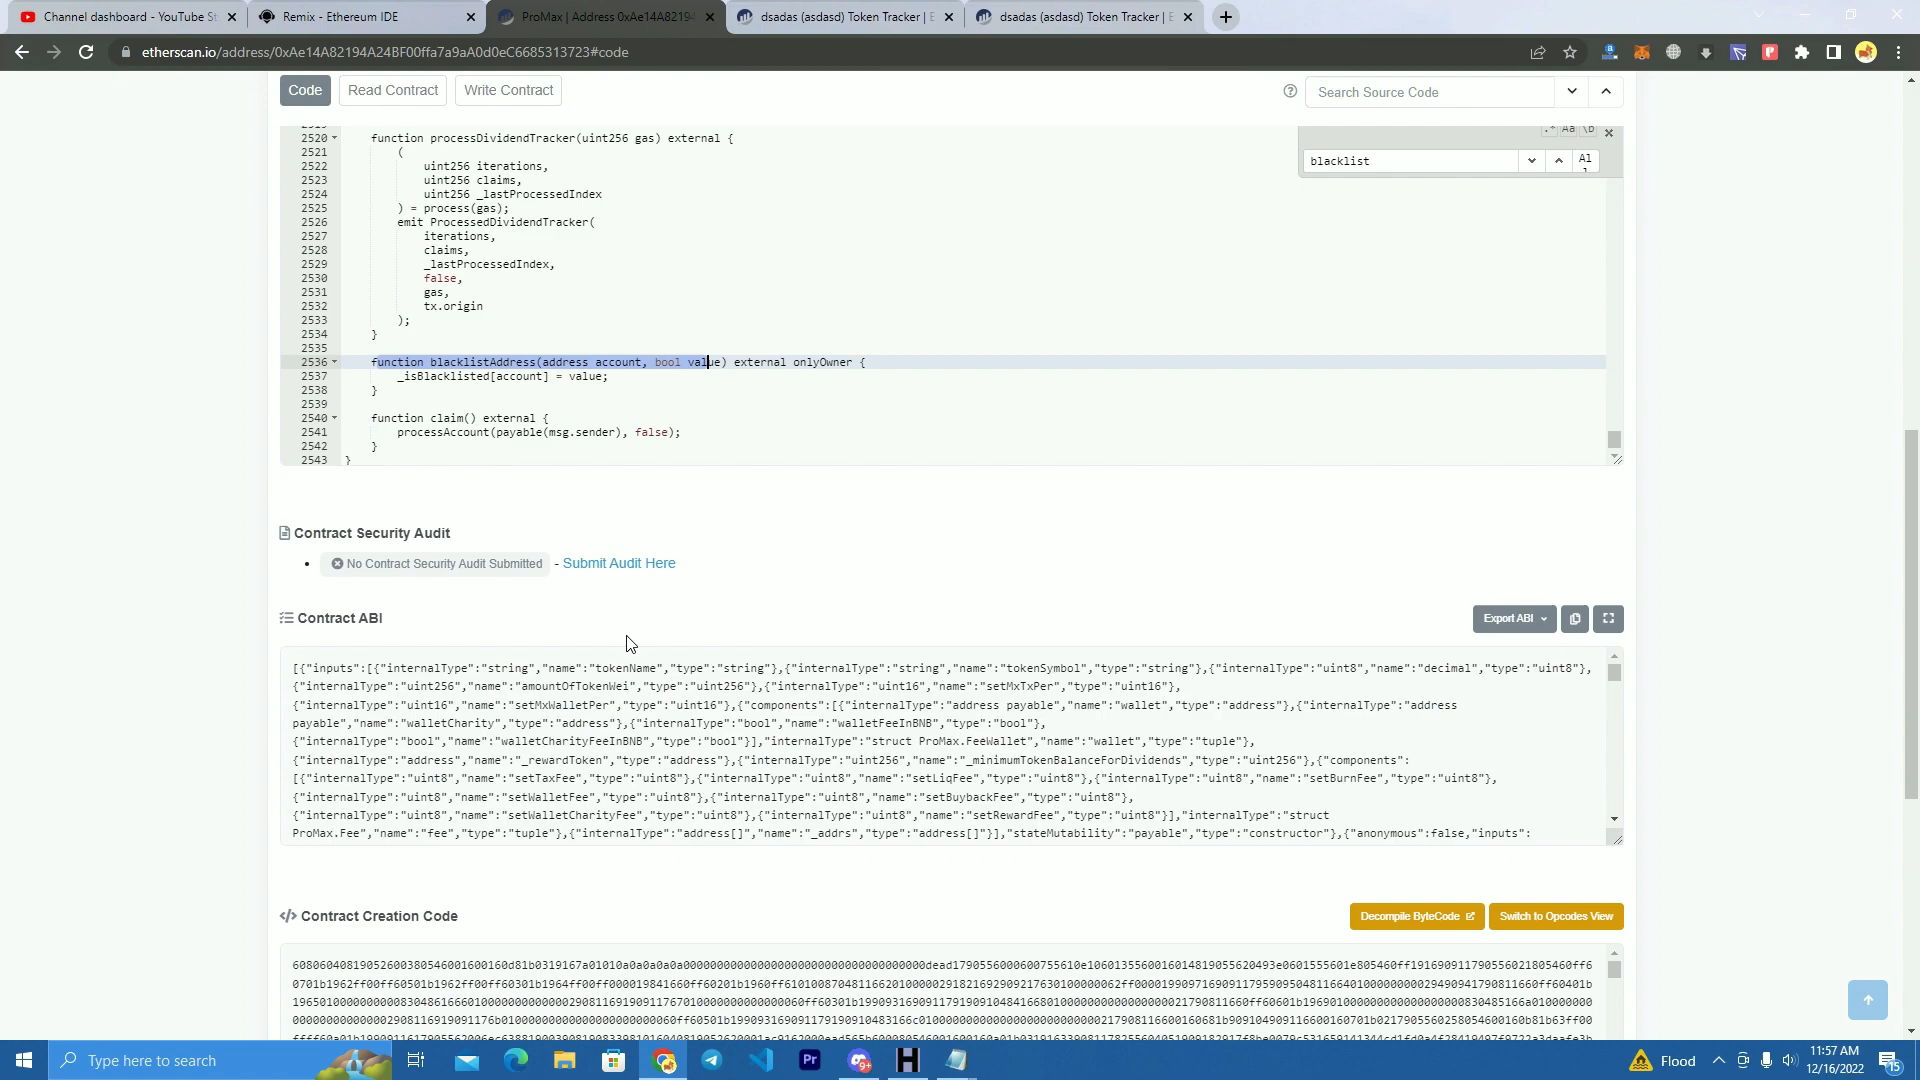 Channel dashboard - YouTube St
Remix - Ethereum IDE
ProMax | Address 0xAe14A82194
dsadas (asdasd) Token Tracker | E
dsadas (asdasd) Token Tracker | E
etherscan.io/address/0xAe14A82194A24BF00ffa7a9aA0d0eC6685313723#code
Code
Read Contract
Write Contract
Search Source Code
blacklist
2520 function processDividendTracker(uint256 gas) external {
2521 (
2522 uint256 iterations,
2523 uint256 claims,
2524 uint256 _lastProcessedIndex
2525 ) = process(gas);
2526 emit ProcessedDividendTracker(
2527 iterations,
2528 claims,
2529 _lastProcessedIndex,
2530 false,
2531 gas,
2532 tx.origin
2533 );
2534 }
2535
2536 function blacklistAddress(address account, bool value) external onlyOwner {
2537 _isBlacklisted[account] = value;
2538 }
2539
2540 function claim() external {
2541 processAccount(payable(msg.sender), false);
2542 }
2543 }
Contract Security Audit
No Contract Security Audit Submitted - Submit Audit Here
Contract ABI
Export ABI
[{"inputs":[{"internalType":"string","name":"tokenName","type":"string"},{"internalType":"string","name":"tokenSymbol","type":"string"},{"internalType":"uint8","name":"decimal","type":"uint8"},
{"internalType":"uint256","name":"amountOfTokenWei","type":"uint256"},{"internalType":"uint16","name":"setMxTxPer","type":"uint16"},
{"internalType":"uint16","name":"setMxWalletPer","type":"uint16"},{"components":[{"internalType":"address payable","name":"wallet","type":"address"},{"internalType":"address
payable","name":"walletCharity","type":"address"},{"internalType":"bool","name":"walletFeeInBNB","type":"bool"},
{"internalType":"bool","name":"walletCharityFeeInBNB","type":"bool"}],"internalType":"struct ProMax.FeeWallet","name":"wallet","type":"tuple"},
{"internalType":"address","name":"_rewardToken","type":"address"},{"internalType":"uint256","name":"_minimumTokenBalanceForDividends","type":"uint256"},{"components":
[{"internalType":"uint8","name":"setTaxFee","type":"uint8"},{"internalType":"uint8","name":"setLiqFee","type":"uint8"},{"internalType":"uint8","name":"setBurnFee","type":"uint8"},
{"internalType":"uint8","name":"setWalletFee","type":"uint8"},{"internalType":"uint8","name":"setBuybackFee","type":"uint8"},
{"internalType":"uint8","name":"setWalletCharityFee","type":"uint8"},{"internalType":"uint8","name":"setRewardFee","type":"uint8"}],"internalType":"struct
ProMax.Fee","name":"fee","type":"tuple"},{"internalType":"address[]","name":"_addrs","type":"address[]"}],"stateMutability":"payable","type":"constructor"},{"anonymous":false,"inputs":
Contract Creation Code
Decompile ByteCode
Switch to Opcodes View
Type here to search
Flood
11:57 AM
12/16/2022